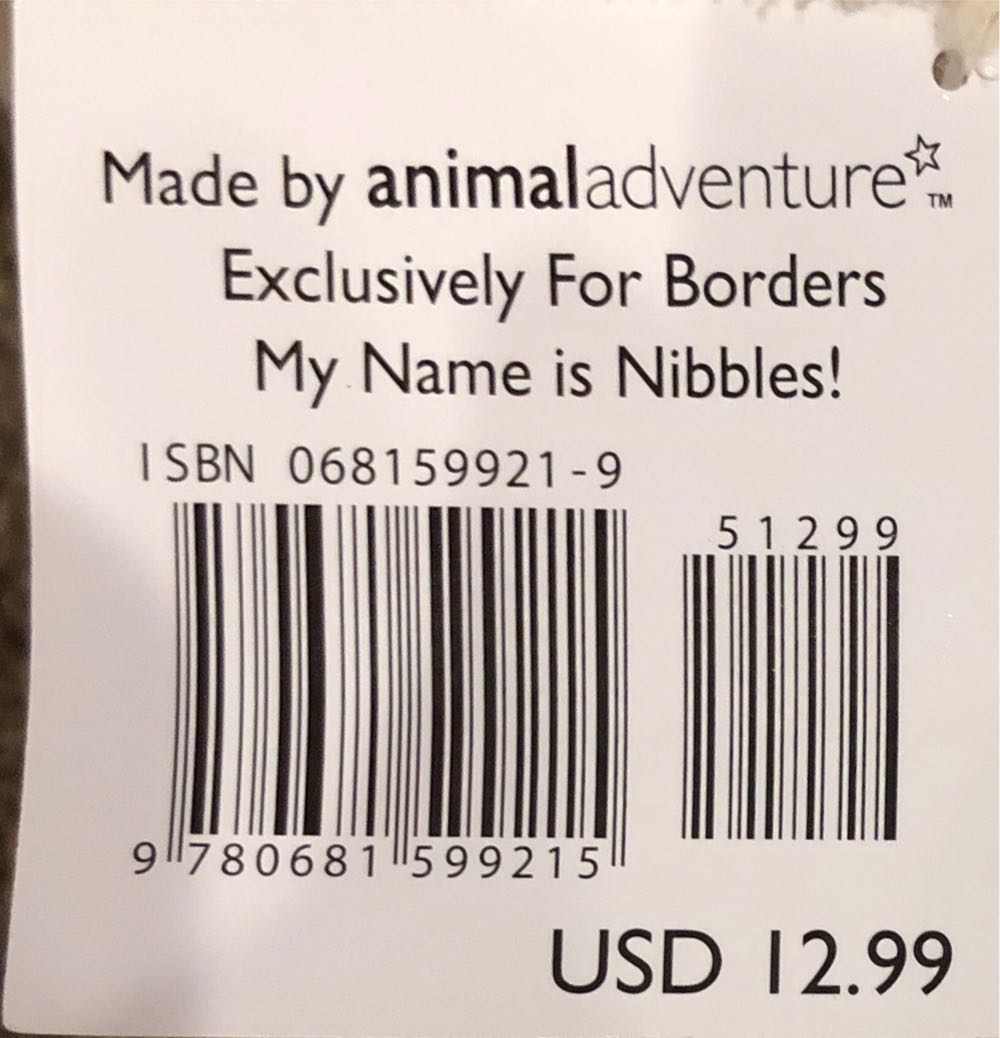 Made by animaladventure™
Exclusively For Borders
My Name is Nibbles!
ISBN 068159921-9
51299
9 780681 599215
USD 12.99